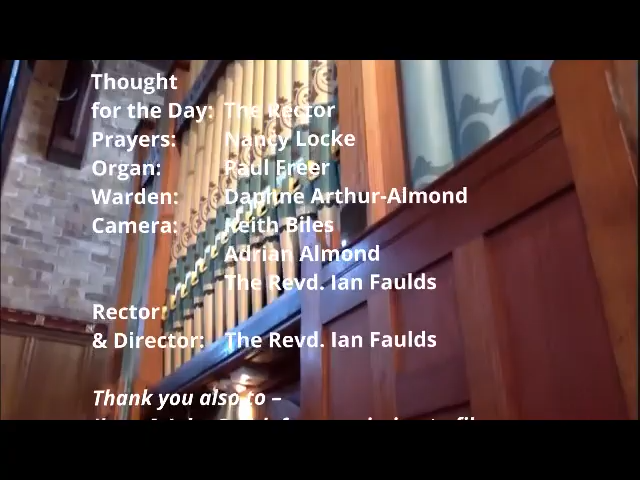 Thought
for the Day: The Rector
Prayers: Nancy Locke
Organ: Paul Freer
Warden: Daphne Arthur-Almond
Camera: Keith Biles
Adrian Almond
The Revd. Ian Faulds
Rector
& Director: The Revd. Ian Faulds
Thank you also to –